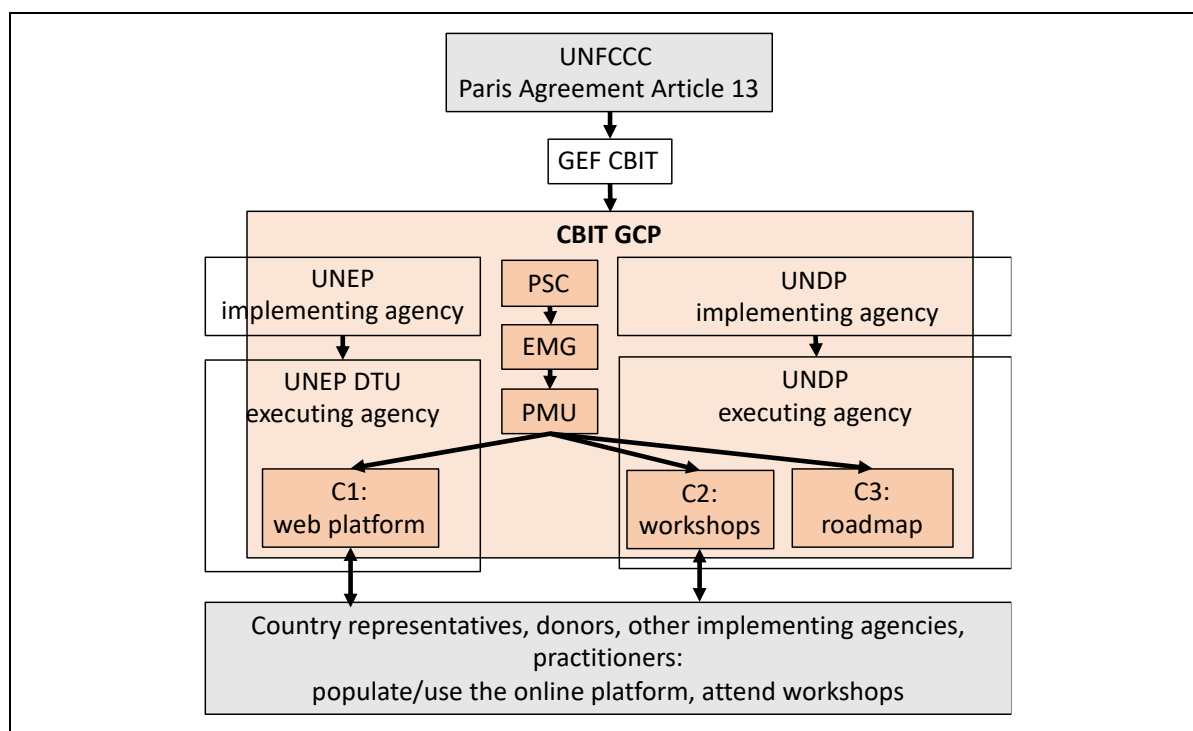 UNFCCC
Paris Agreement Article 13
GEF CBIT
CBIT GCP
UNEP
implementing agency
PSC
UNDP
implementing agency
EMG
UNEP DTU
executing agency
PMU
UNDP
executing agency
C1:
web platform
C2:
workshops
C3:
roadmap
Country representatives, donors, other implementing agencies,
practitioners:
populate/use the online platform, attend workshops